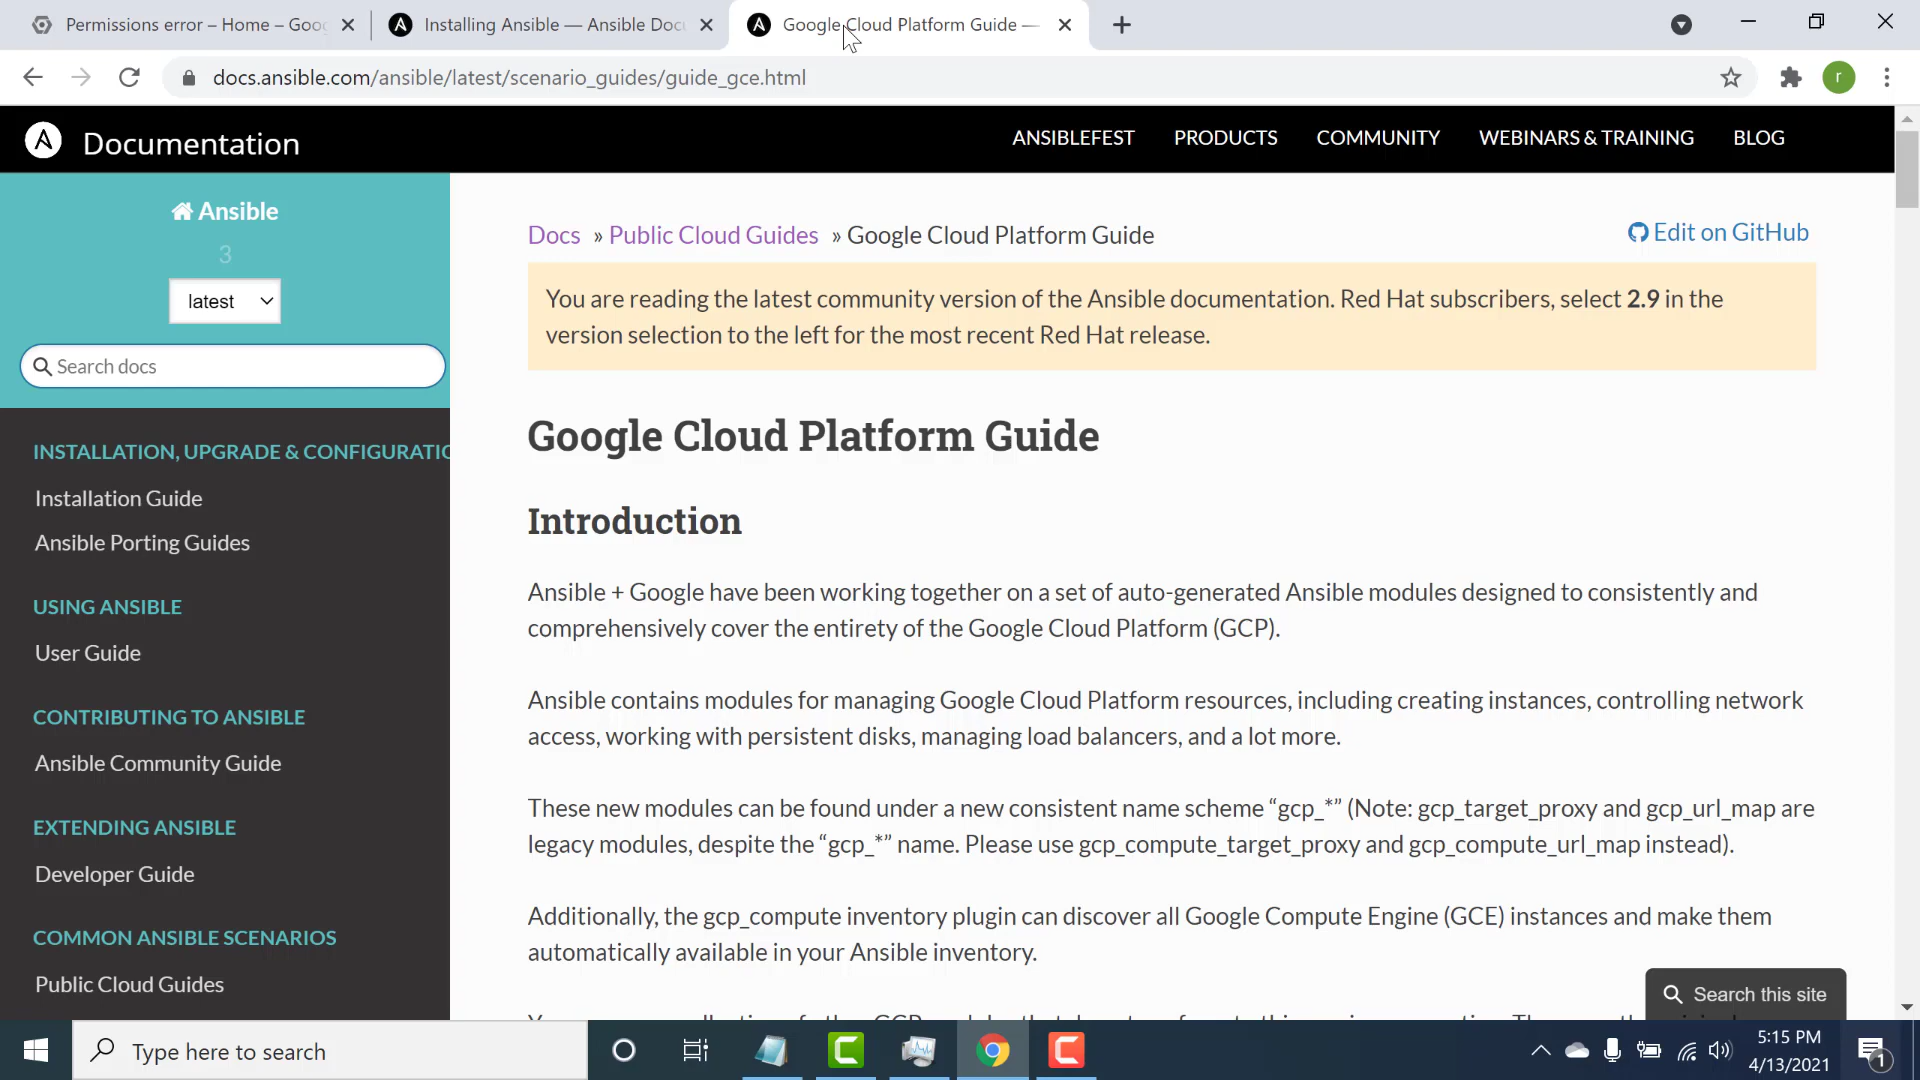 Permissions error – Home – Goog
Installing Ansible — Ansible Doc
Google Cloud Platform Guide —
docs.ansible.com/ansible/latest/scenario_guides/guide_gce.html
r
A Documentation
ANSIBLEFEST PRODUCTS COMMUNITY WEBINARS & TRAINING BLOG
Ansible
3
latest
Search docs
INSTALLATION, UPGRADE & CONFIGURATIO
Installation Guide
Ansible Porting Guides
USING ANSIBLE
User Guide
CONTRIBUTING TO ANSIBLE
Ansible Community Guide
EXTENDING ANSIBLE
Developer Guide
COMMON ANSIBLE SCENARIOS
Public Cloud Guides
Docs » Public Cloud Guides » Google Cloud Platform Guide
Edit on GitHub
You are reading the latest community version of the Ansible documentation. Red Hat subscribers, select 2.9 in the
version selection to the left for the most recent Red Hat release.
Google Cloud Platform Guide
Introduction
Ansible + Google have been working together on a set of auto-generated Ansible modules designed to consistently and
comprehensively cover the entirety of the Google Cloud Platform (GCP).
Ansible contains modules for managing Google Cloud Platform resources, including creating instances, controlling network
access, working with persistent disks, managing load balancers, and a lot more.
These new modules can be found under a new consistent name scheme “gcp_*” (Note: gcp_target_proxy and gcp_url_map are
legacy modules, despite the “gcp_*” name. Please use gcp_compute_target_proxy and gcp_compute_url_map instead).
Additionally, the gcp_compute inventory plugin can discover all Google Compute Engine (GCE) instances and make them
automatically available in your Ansible inventory.
Search this site
Type here to search
5:15 PM
4/13/2021
1